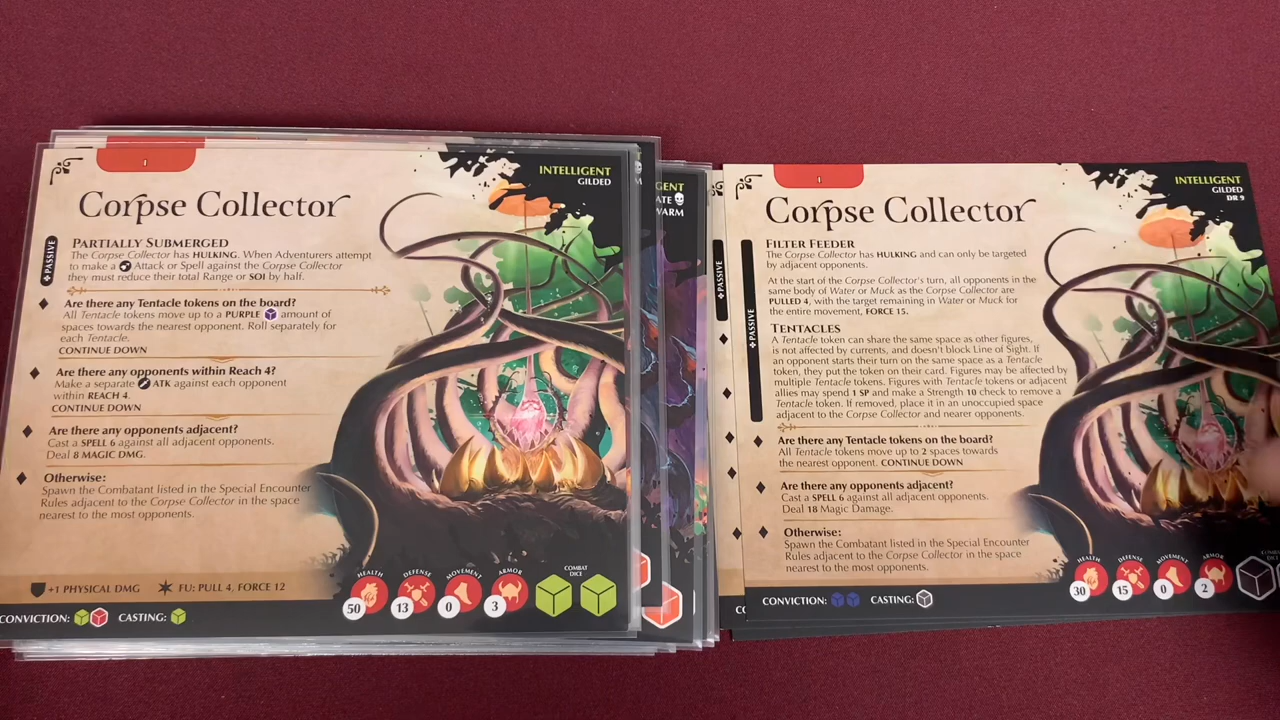 I
INTELLIGENT
GILDED
Corpse Collector
PASSIVE
PARTIALLY SUBMERGED
The Corpse Collector has HULKING. When Adventurers attempt
to make a Attack or Spell against the Corpse Collector
they must reduce their total Range or SOI by half.
Are there any Tentacle tokens on the board?
All Tentacle tokens move up to a PURPLE amount of
spaces towards the nearest opponent. Roll separately for
each Tentacle.
CONTINUE DOWN
Are there any opponents within Reach 4?
Make a separate ATK against each opponent
within REACH 4.
CONTINUE DOWN
Are any opponents adjacent?
Cast a SPELL 6 against all adjacent opponents.
Deal 8 MAGIC DMG.
Otherwise:
Spawn the Combatant listed in the Special Encounter
Rules adjacent to the Corpse Collector in the space
nearest to the most opponents.
+1 PHYSICAL DMG
FU: PULL 4, FORCE 12
HEALTH
DEFENSE
MOVEMENT
ARMOR
COMBAT
DICE
50
13
0
3
CONVICTION:
CASTING:
PASSIVE
I
INTELLIGENT
GILDED
DR 9
Corpse Collector
PASSIVE
FILTER FEEDER
The Corpse Collector has HULKING and can only be targeted
by adjacent opponents.
At the start of the Corpse Collector's turn, all opponents in the
same body of Water or Muck as the Corpse Collector are
PULLED 4, with the target remaining in Water or Muck for
the entire movement, FORCE 15.
TENTACLES
A Tentacle token can share the same space as other figures,
is not affected by currents, and doesn't block Line of Sight. If
an opponent starts their turn on the same space as a Tentacle
token, they put the token on their card. Figures may be affected by
multiple Tentacle tokens. Figures with Tentacle tokens or adjacent
allies may spend 1 SP and make a Strength 10 check to remove a
Tentacle token. If removed, place it in an unoccupied space
adjacent to the Corpse Collector and nearer opponents.
Are there any Tentacle tokens on the board?
All Tentacle tokens move up to 2 spaces towards
the nearest opponent. CONTINUE DOWN
Are any opponents adjacent?
Cast a SPELL 6 against all adjacent opponents.
Deal 18 Magic Damage.
Otherwise:
Spawn the Combatant listed in the Special Encounter
Rules adjacent to the Corpse Collector in the space
nearest to the most opponents.
HEALTH
DEFENSE
MOVEMENT
ARMOR
30
15
0
2
CONVICTION:
CASTING: